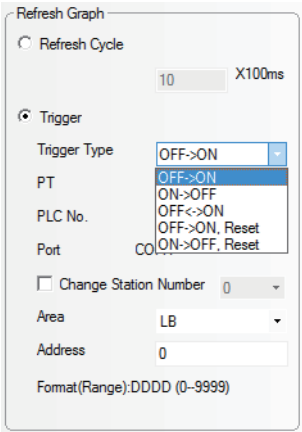 Refresh Graph
Refresh Cycle
10 X100ms
Trigger
Trigger Type OFF->ON
OFF->ON
ON->OFF
OFF<->ON
OFF->ON, Reset
ON->OFF, Reset
PT
PLC No.
Port
Change Station Number 0
Area LB
Address 0
Format(Range):DDDD (0--9999)